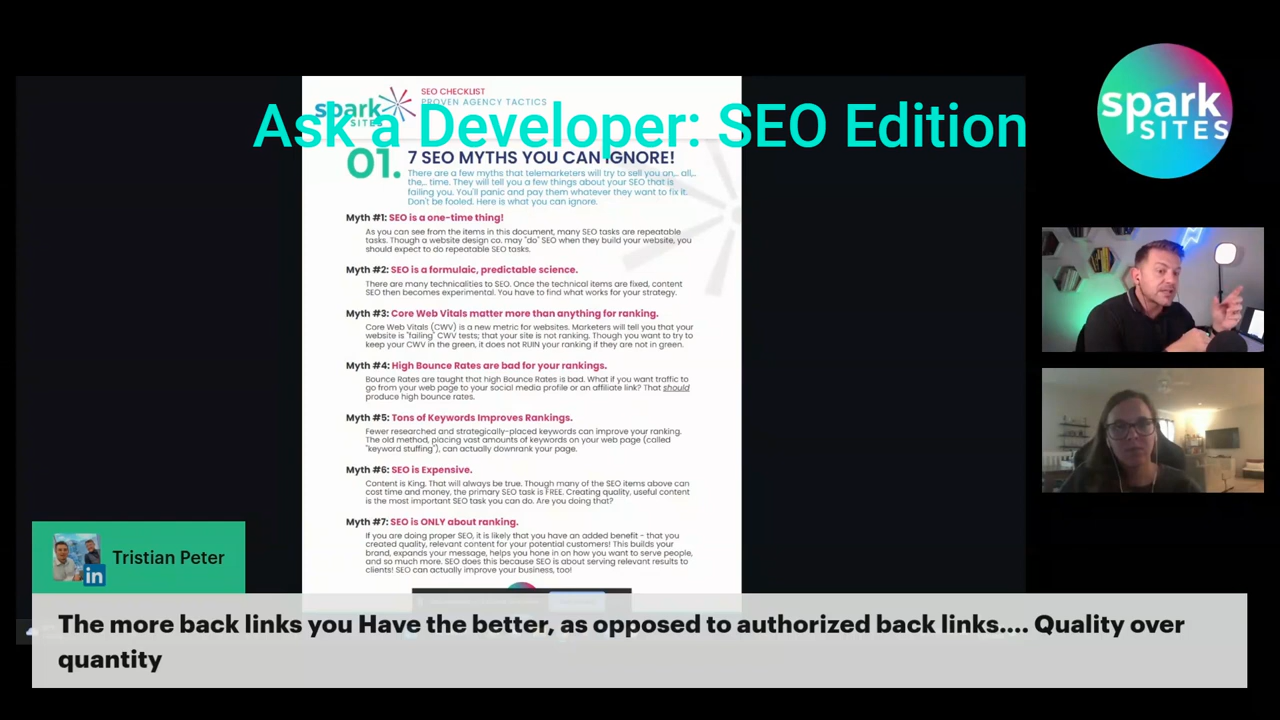 SEO CHECKLIST
PROVEN AGENCY TACTICS
spark
SITES
Ask a Developer: SEO Edition
spark
SITES
01.
7 SEO MYTHS YOU CAN IGNORE!
There are a few myths that telemarketers will try to sell you on,.. all,..
the,.. time. They will tell you a few things about your SEO that is
failing you. You'll panic and pay them whatever they want to fix it.
Don't be fooled. Here is what you can ignore.
Myth #1: SEO is a one-time thing!
As you can see from the items in this document, many SEO tasks are repeatable
tasks. Though a website design co. may "do" SEO when they build your website, you
should expect to do repeatable SEO tasks.
Myth #2: SEO is a formulaic, predictable science.
There are many technicalities to SEO. Once the technical items are fixed, content
SEO then becomes experimental. You have to find what works for your strategy.
Myth #3: Core Web Vitals matter more than anything for ranking.
Core Web Vitals (CWV) is a new metric for websites. Marketers will tell you that your
website is "failing" CWV tests; that your site is not ranking. Though you want to try to
keep your CWV in the green, it does not RUIN your ranking if they are not in green.
Myth #4: High Bounce Rates are bad for your rankings.
Bounce Rates are taught that high Bounce Rates is bad. What if you want traffic to
go from your web page to your social media profile or an affiliate link? That should
produce high bounce rates.
Myth #5: Tons of Keywords Improves Rankings.
Fewer researched and strategically-placed keywords can improve your ranking.
The old method, placing vast amounts of keywords on your web page (called
"keyword stuffing"), can actually downrank your page.
Myth #6: SEO is Expensive.
Content is King. That will always be true. Though many of the SEO items above can
cost time and money, the primary SEO task is FREE. Creating quality, useful content
is the most important SEO task you can do. Are you doing that?
Myth #7: SEO is ONLY about ranking.
If you are doing proper SEO, it is likely that you have an added benefit - that you
created quality, relevant content for your potential customers! This builds your
brand, expands your message, helps you hone in on how you want to serve people,
and so much more. SEO does this because SEO is about serving relevant results to
clients! SEO can actually improve your business, too!
in
Tristian Peter
The more back links you Have the better, as opposed to authorized back links.... Quality over
quantity